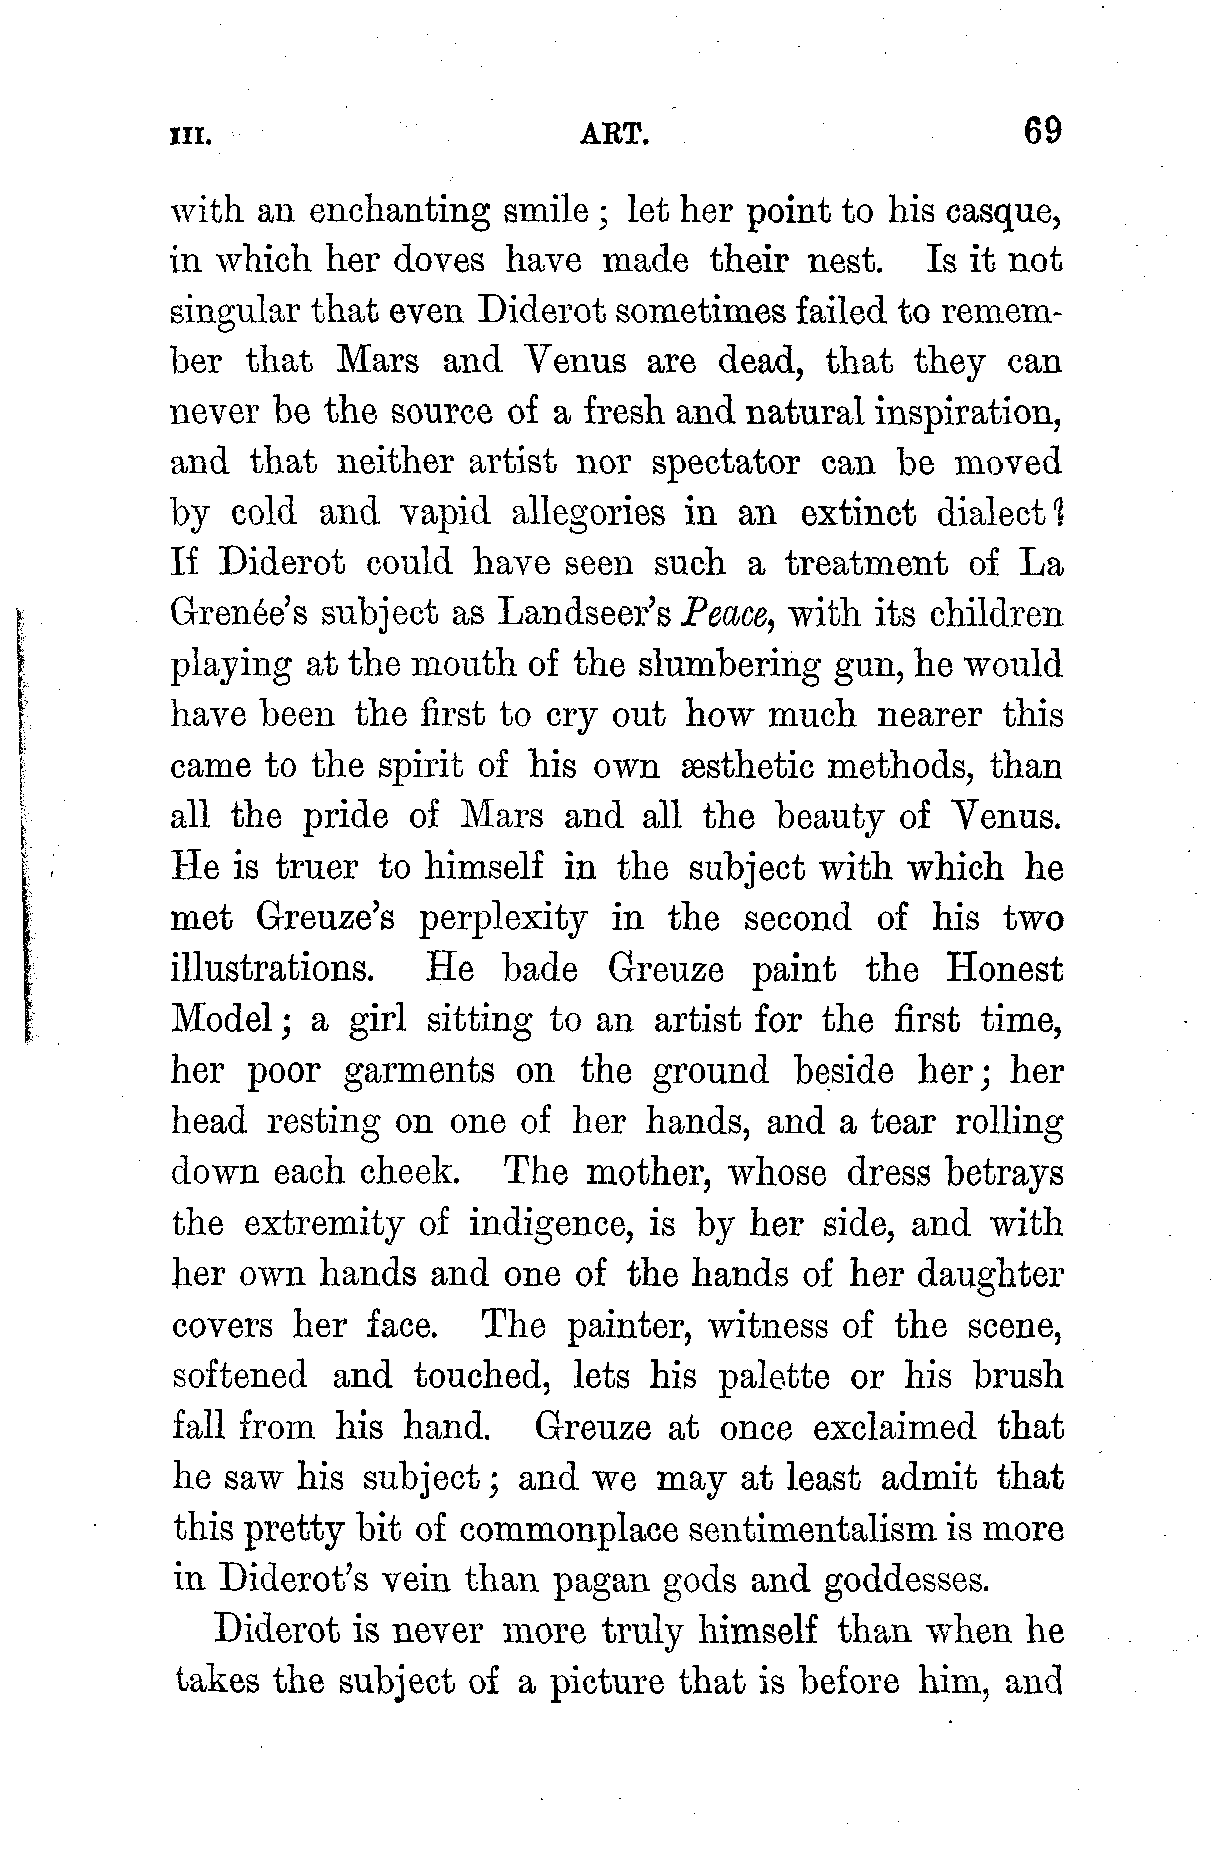 III. ART. 69
with an enchanting smile ; let her point to his casque,
in which her doves have made their nest. Is it not
singular that even Diderot sometimes failed to remem-
ber that Mars and Venus are dead, that they can
never be the source of a fresh and natural inspiration,
and that neither artist nor spectator can be moved
by cold and vapid allegories in an extinct dialect?
If Diderot could have seen such a treatment of La
Grenée's subject as Landseer's Peace, with its children
playing at the mouth of the slumbering gun, he would
have been the first to cry out how much nearer this
came to the spirit of his own æsthetic methods, than
all the pride of Mars and all the beauty of Venus.
He is truer to himself in the subject with which he
met Greuze's perplexity in the second of his two
illustrations. He bade Greuze paint the Honest
Model ; a girl sitting to an artist for the first time,
her poor garments on the ground beside her ; her
head resting on one of her hands, and a tear rolling
down each cheek. The mother, whose dress betrays
the extremity of indigence, is by her side, and with
her own hands and one of the hands of her daughter
covers her face. The painter, witness of the scene,
softened and touched, lets his palette or his brush
fall from his hand. Greuze at once exclaimed that
he saw his subject ; and we may at least admit that
this pretty bit of commonplace sentimentalism is more
in Diderot's vein than pagan gods and goddesses.
Diderot is never more truly himself than when he
takes the subject of a picture that is before him, and